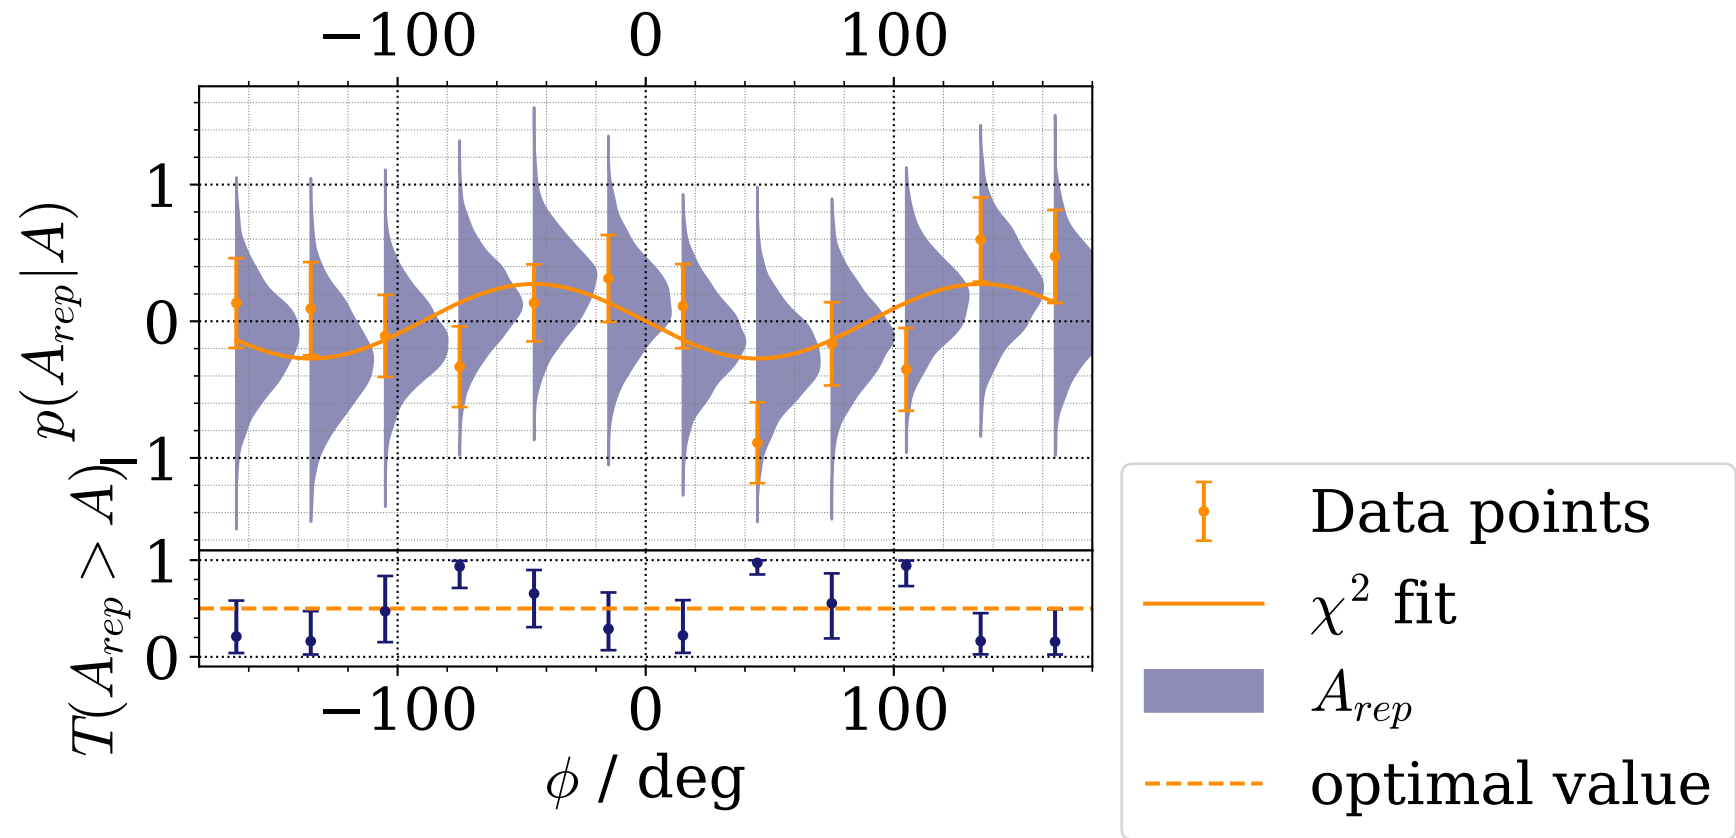 −100 0 100
p(A_rep|A)
1
0
−1
T(A_rep > A)
1
0
−100 0 100
ϕ / deg
Data points
χ² fit
A_rep
optimal value